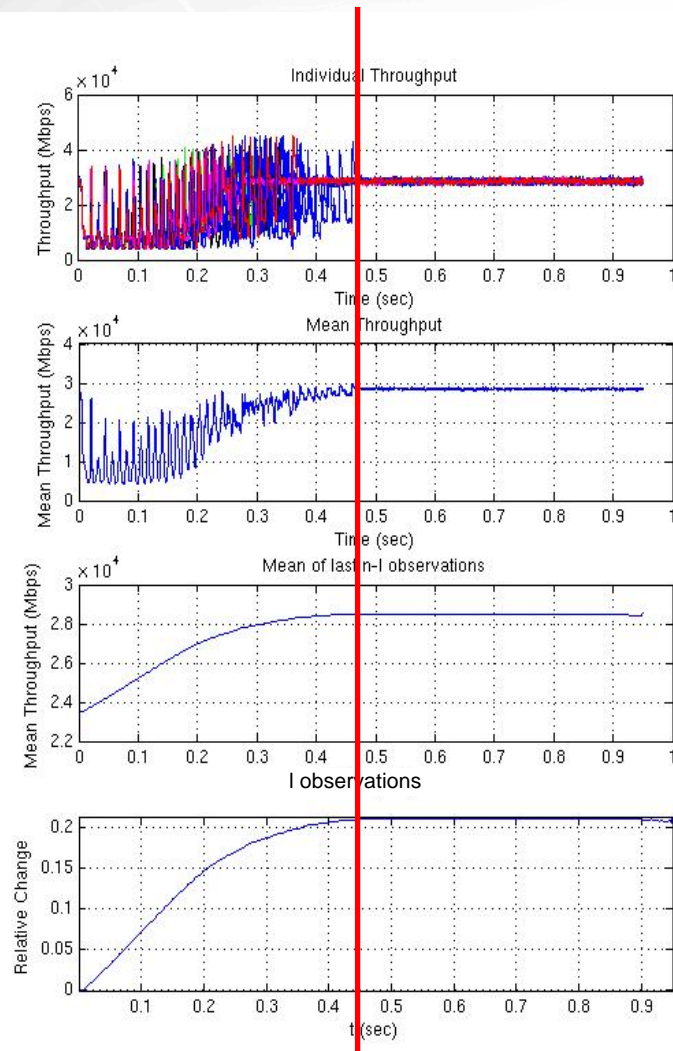 Individual Throughput
× 10^4
Throughput (Mbps)
6
4
2
0
0 0.1 0.2 0.3 0.4 0.5 0.6 0.7 0.8 0.9 1
Time (sec)
Mean Throughput
× 10^4
Mean Throughput (Mbps)
4
3
2
1
0
0 0.1 0.2 0.3 0.4 0.5 0.6 0.7 0.8 0.9 1
Time (sec)
Mean of last n-l observations
× 10^4
Mean Throughput (Mbps)
3
2.8
2.6
2.4
2.2
0 0.1 0.2 0.3 0.4 0.5 0.6 0.7 0.8 0.9 1
l observations
Relative Change
0.2
0.15
0.1
0.05
0
0.1 0.2 0.3 0.4 0.5 0.6 0.7 0.8 0.9
t (sec)